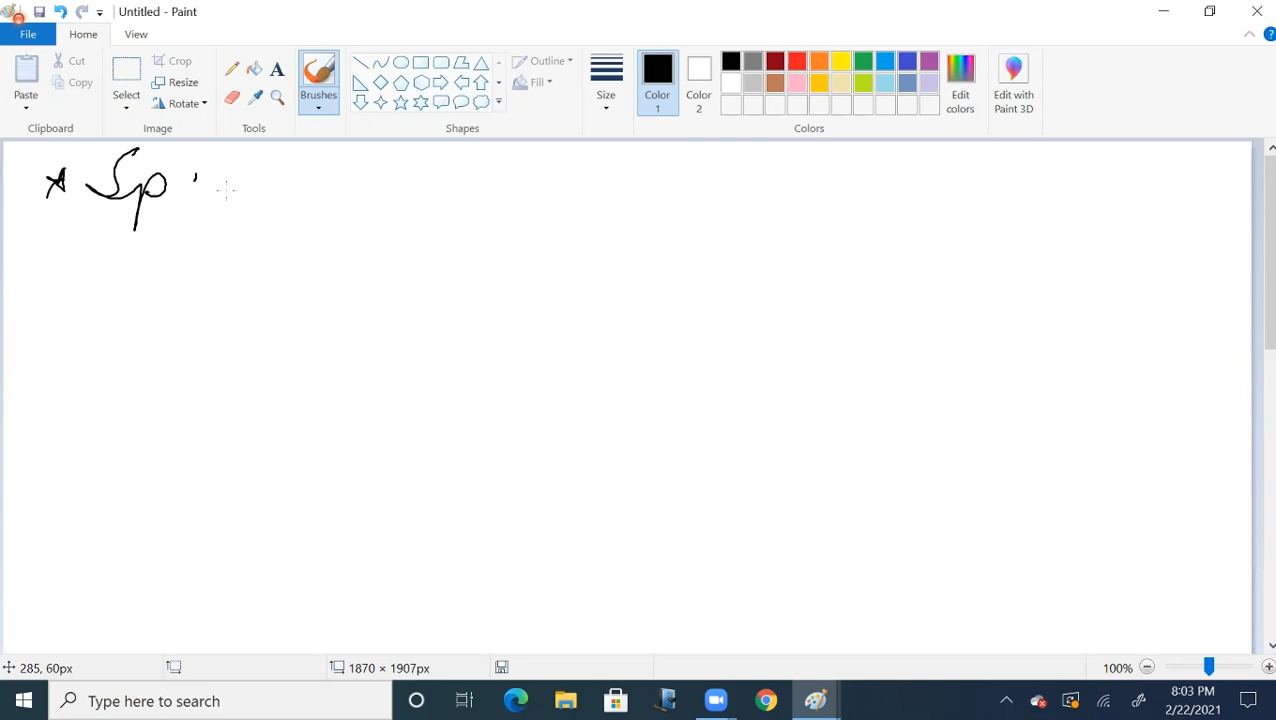 Untitled - Paint
File Home View
Paste
Cut
Copy
Clipboard
Select
Crop
Resize
Rotate
Image
Tools
Brushes
Outline
Fill
Shapes
Size
Color 1
Color 2
Edit colors
Edit with Paint 3D
Colors
* Sp '
285, 60px
1870 × 1907px
100%
Type here to search
8:03 PM
2/22/2021